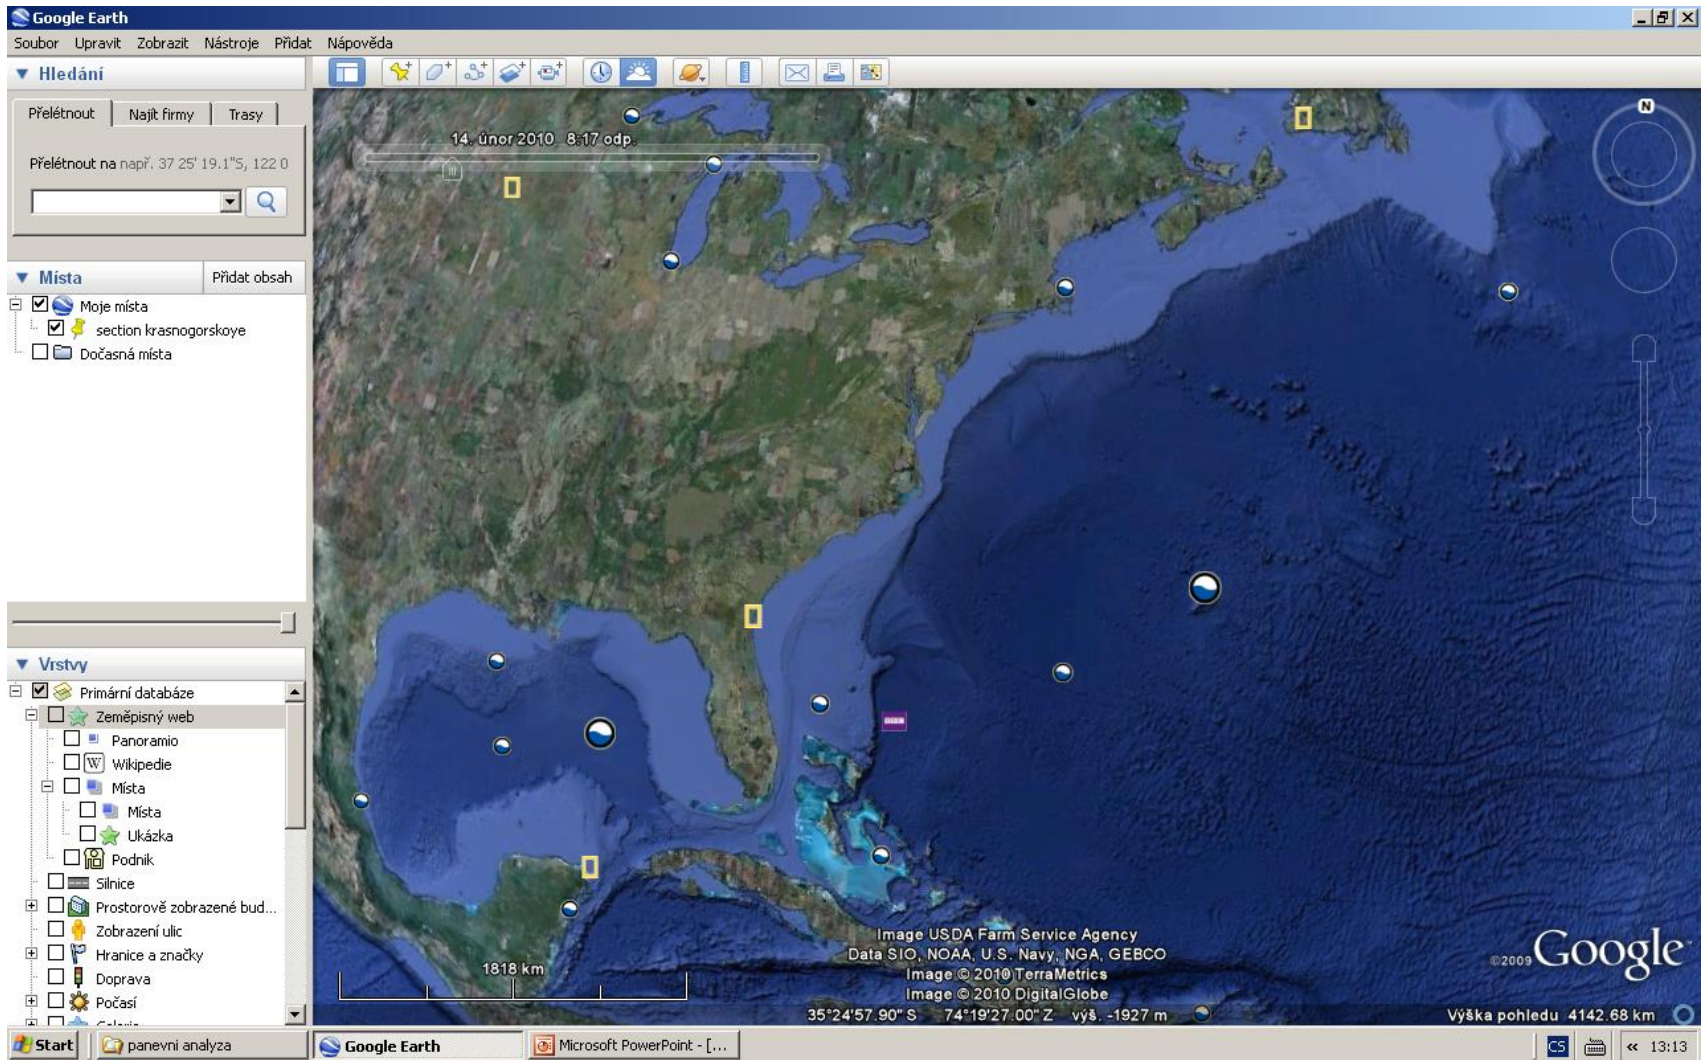 Google Earth
Soubor Upravit Zobrazit Nástroje Přidat Nápověda
Hledání
Přelétnout Najít firmy Trasy
Přelétnout na např. 37 25' 19.1"S, 122 0
Místa Přidat obsah
Moje místa
section krasnogorskoye
Dočasná místa
Vrstvy
Primární databáze
Zeměpisný web
Panoramio
W Wikipedie
Místa
Místa
Ukázka
Podnik
Silnice
Prostorově zobrazené bud...
Zobrazení ulic
Hranice a značky
Doprava
Počasí
14. únor 2010 8:17 odp.
N
1818 km
Image USDA Farm Service Agency
Data SIO, NOAA, U.S. Navy, NGA, GEBCO
Image © 2010 TerraMetrics
Image © 2010 DigitalGlobe
©2009 Google
35°24'57.90" S 74°19'27.00" Z výš. -1927 m
Výška pohledu 4142.68 km
Start panevni analyza Google Earth Microsoft PowerPoint - [... CS « 13:13